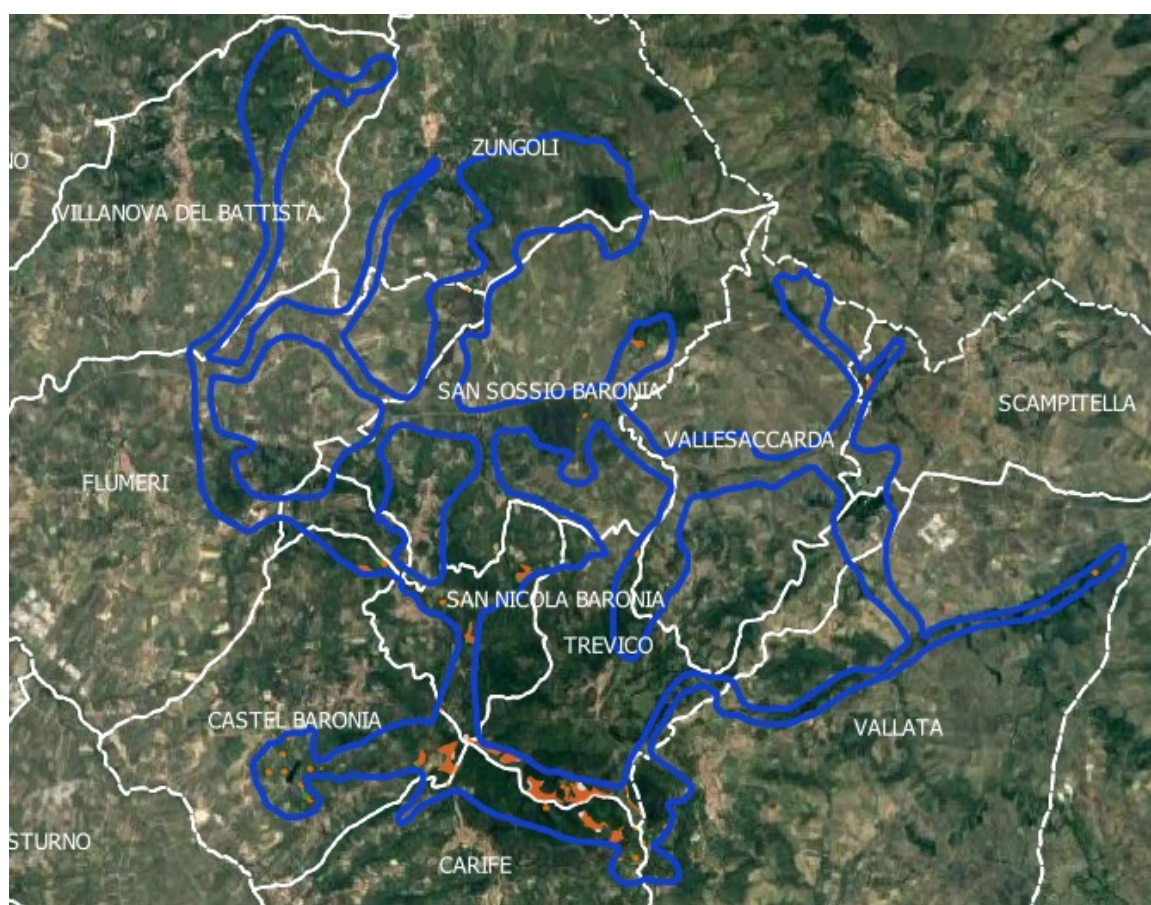 ZUNGOLI
NO
VILLANOVA DEL BATTISTA
SAN SOSSIO BARONIA
SCAMPITELLA
VALLESACCARDA
FLUMERI
SAN NICOLA BARONIA
TREVICO
CASTEL BARONIA
VALLATA
STURNO
CARIFE